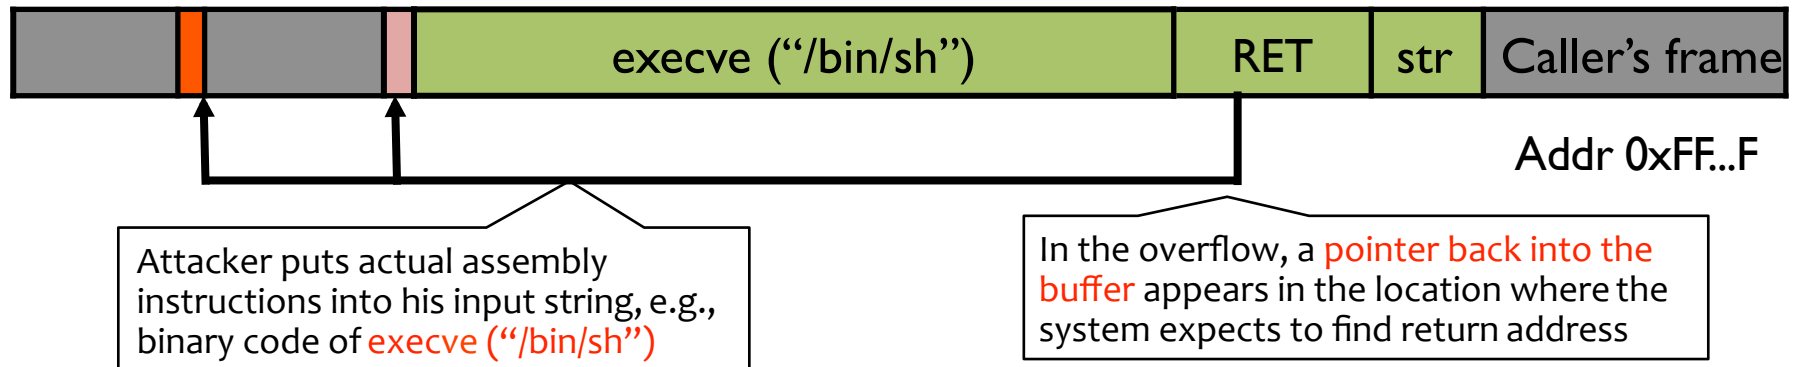 execve (“/bin/sh”)
RET
str
Caller’s frame
Addr 0xFF...F
Attacker puts actual assembly
instructions into his input string, e.g.,
binary code of execve (“/bin/sh”)
In the overflow, a pointer back into the
buffer appears in the location where the
system expects to find return address